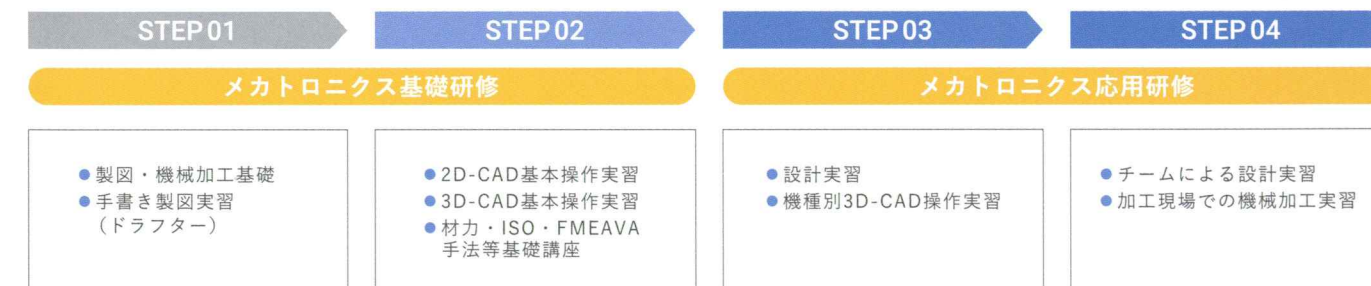 STEP01
STEP02
STEP03
STEP04
メカトロニクス基礎研修
メカトロニクス応用研修
●製図・機械加工基礎
●手書き製図実習
（ドラフター）
●2D-CAD基本操作実習
●3D-CAD基本操作実習
●材力・ISO・FMEAVA
手法等基礎講座
●設計実習
●機種別3D-CAD操作実習
●チームによる設計実習
●加工現場での機械加工実習